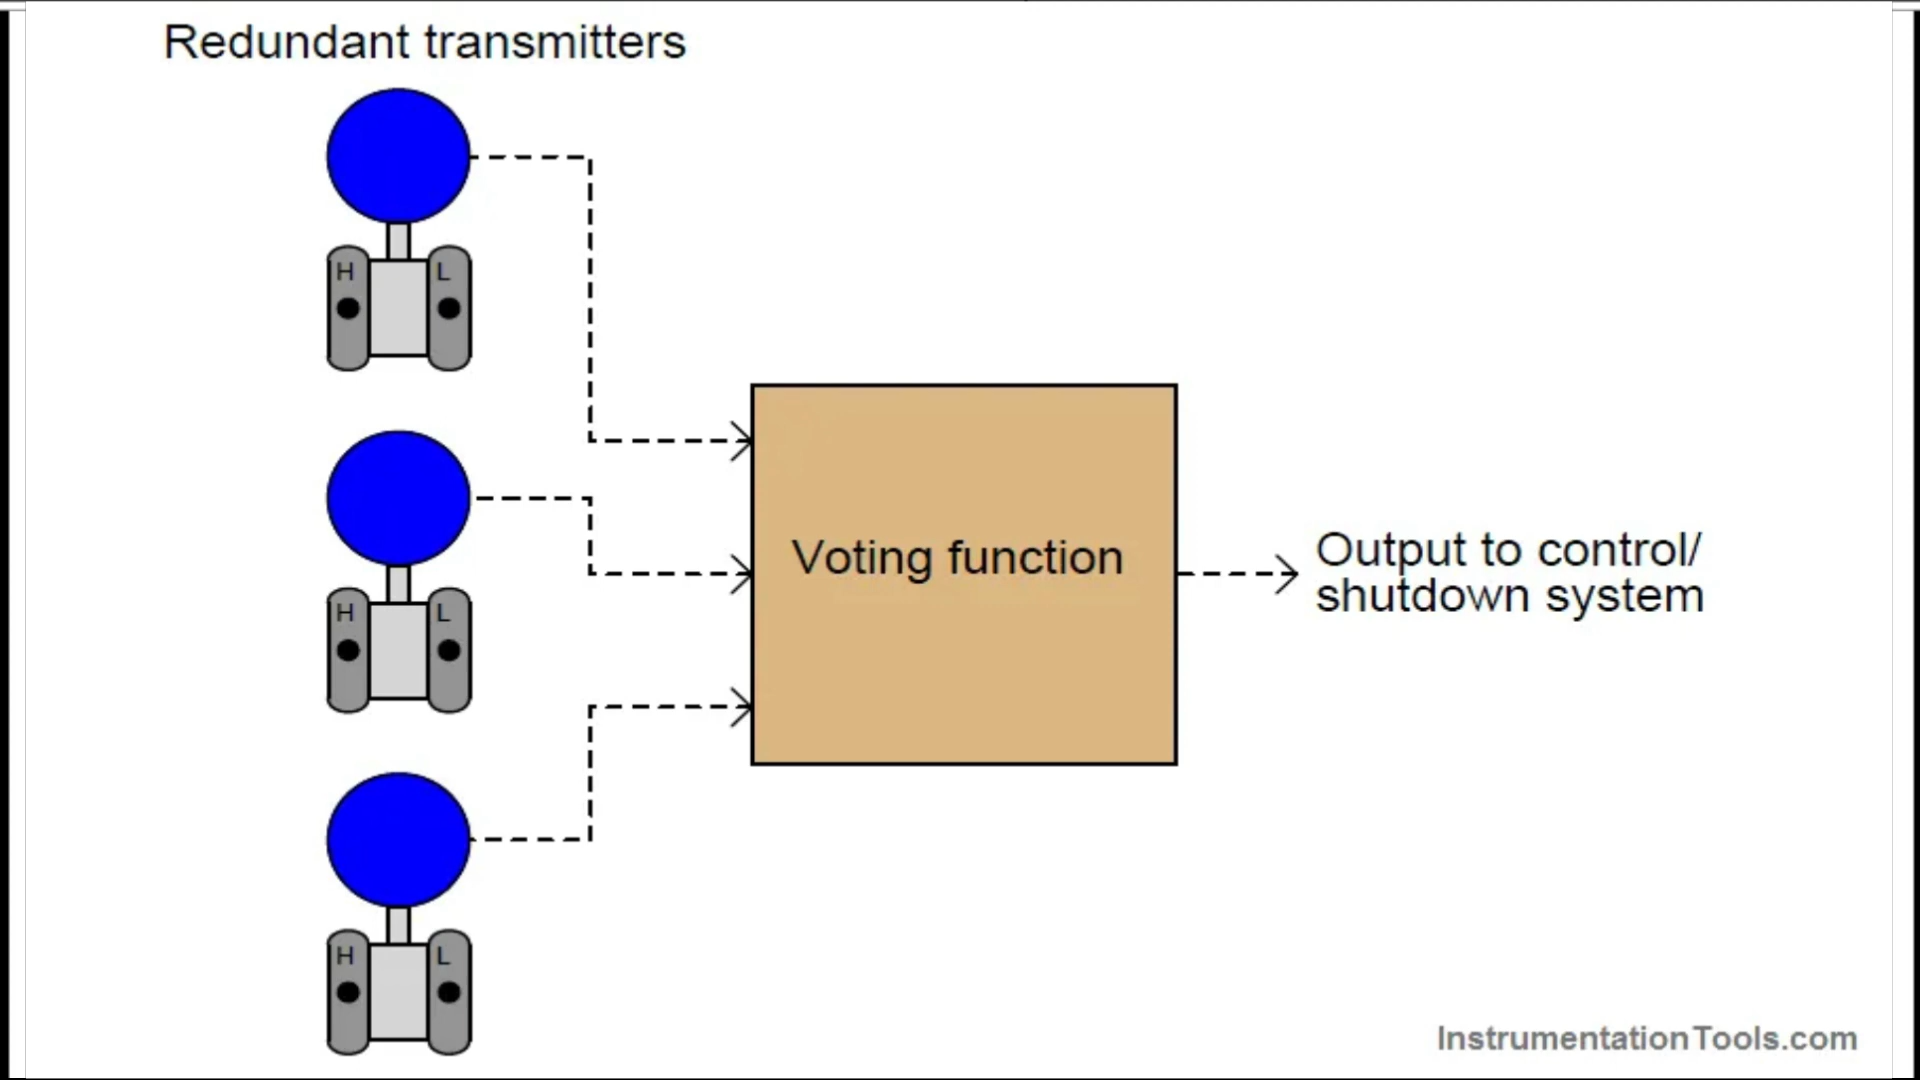 Redundant transmitters
H L
H L
Voting function
Output to control/
shutdown system
H L
InstrumentationTools.com